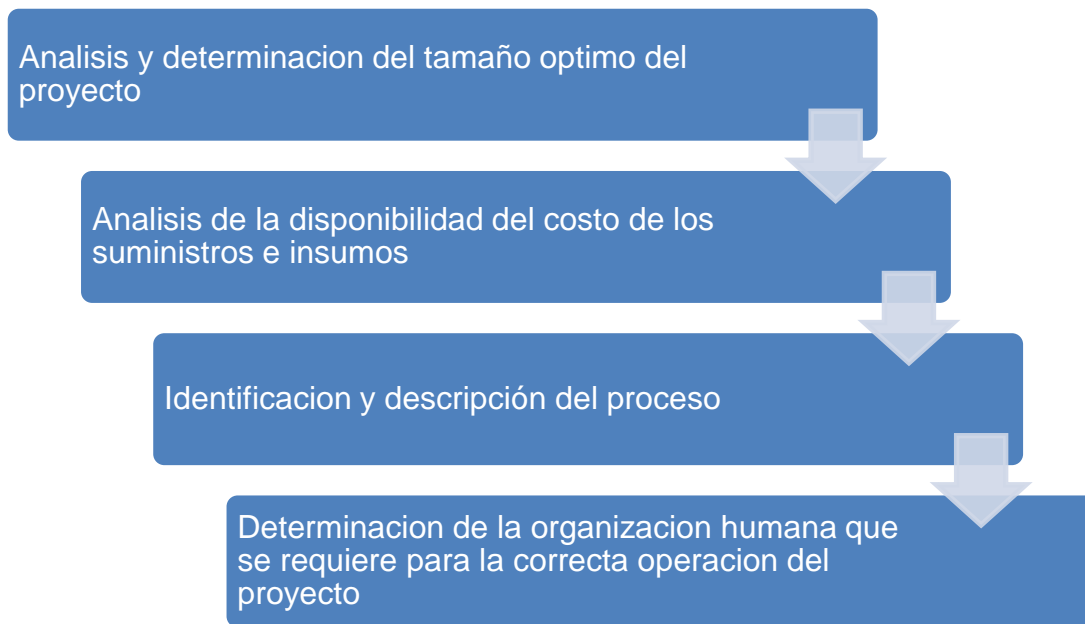 Analisis y determinacion del tamaño optimo del
proyecto
Analisis de la disponibilidad del costo de los
suministros e insumos
Identificacion y descripción del proceso
Determinacion de la organizacion humana que
se requiere para la correcta operacion del
proyecto